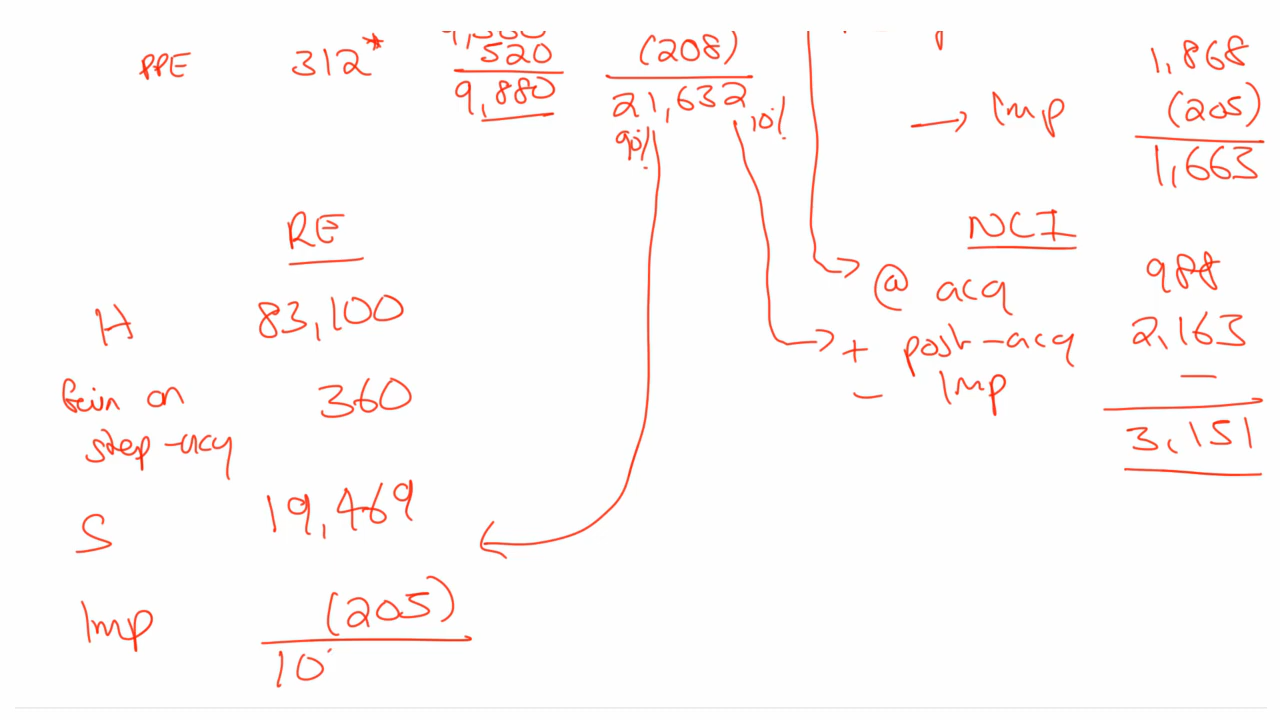 PPE 312* 520 (208)
9,880 21,632
90% 10%
1,868
→ Imp (205)
1,663
RE
H 83,100
Gain on 360
step-acq
S 19,469
Imp (205)
10
NCI
@ acq 988
+ post-acq 2,163
- Imp —
3,151